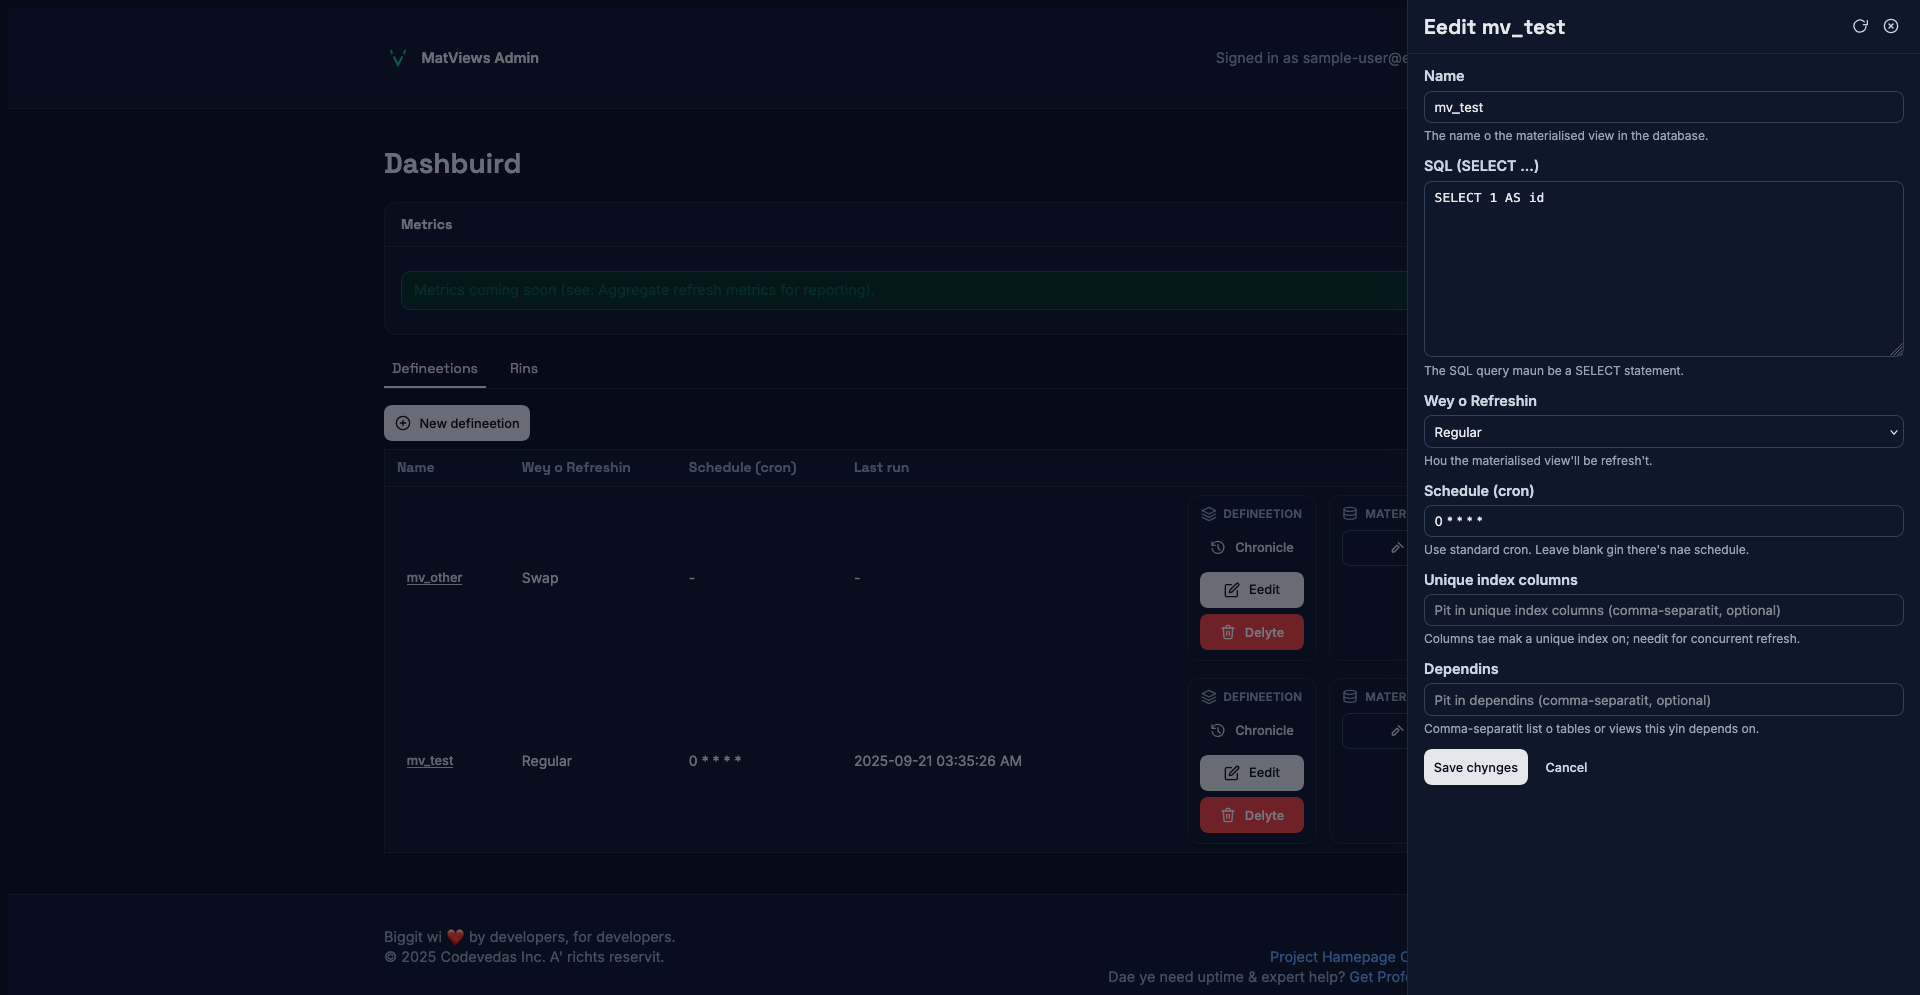 MatViews Admin
Signed in as sample-user@
Dashbuird
Metrics
Metrics coming soon (see: Aggregate refresh metrics for reporting).
Defineetions Rins
New defineetion
Name Wey o Refreshin Schedule (cron) Last run
mv_other Swap - -
DEFINEETION
Chronicle
Eedit
Delyte
MATER
mv_test Regular 0 * * * * 2025-09-21 03:35:26 AM
DEFINEETION
Chronicle
Eedit
Delyte
MATER
Biggit wi ❤️ by developers, for developers.
© 2025 Codevedas Inc. A' richts reservit.
Project Hamepage
Dae ye need uptime & expert help? Get Prof
Eedit mv_test
Name
mv_test
The name o the materialised view in the database.
SQL (SELECT ...)
SELECT 1 AS id
The SQL query maun be a SELECT statement.
Wey o Refreshin
Regular
Hou the materialised view'll be refresh't.
Schedule (cron)
0 * * * *
Use standard cron. Leave blank gin there's nae schedule.
Unique index columns
Pit in unique index columns (comma-separatit, optional)
Columns tae mak a unique index on; needit for concurrent refresh.
Dependins
Pit in dependins (comma-separatit, optional)
Comma-separatit list o tables or views this yin depends on.
Save chynges Cancel